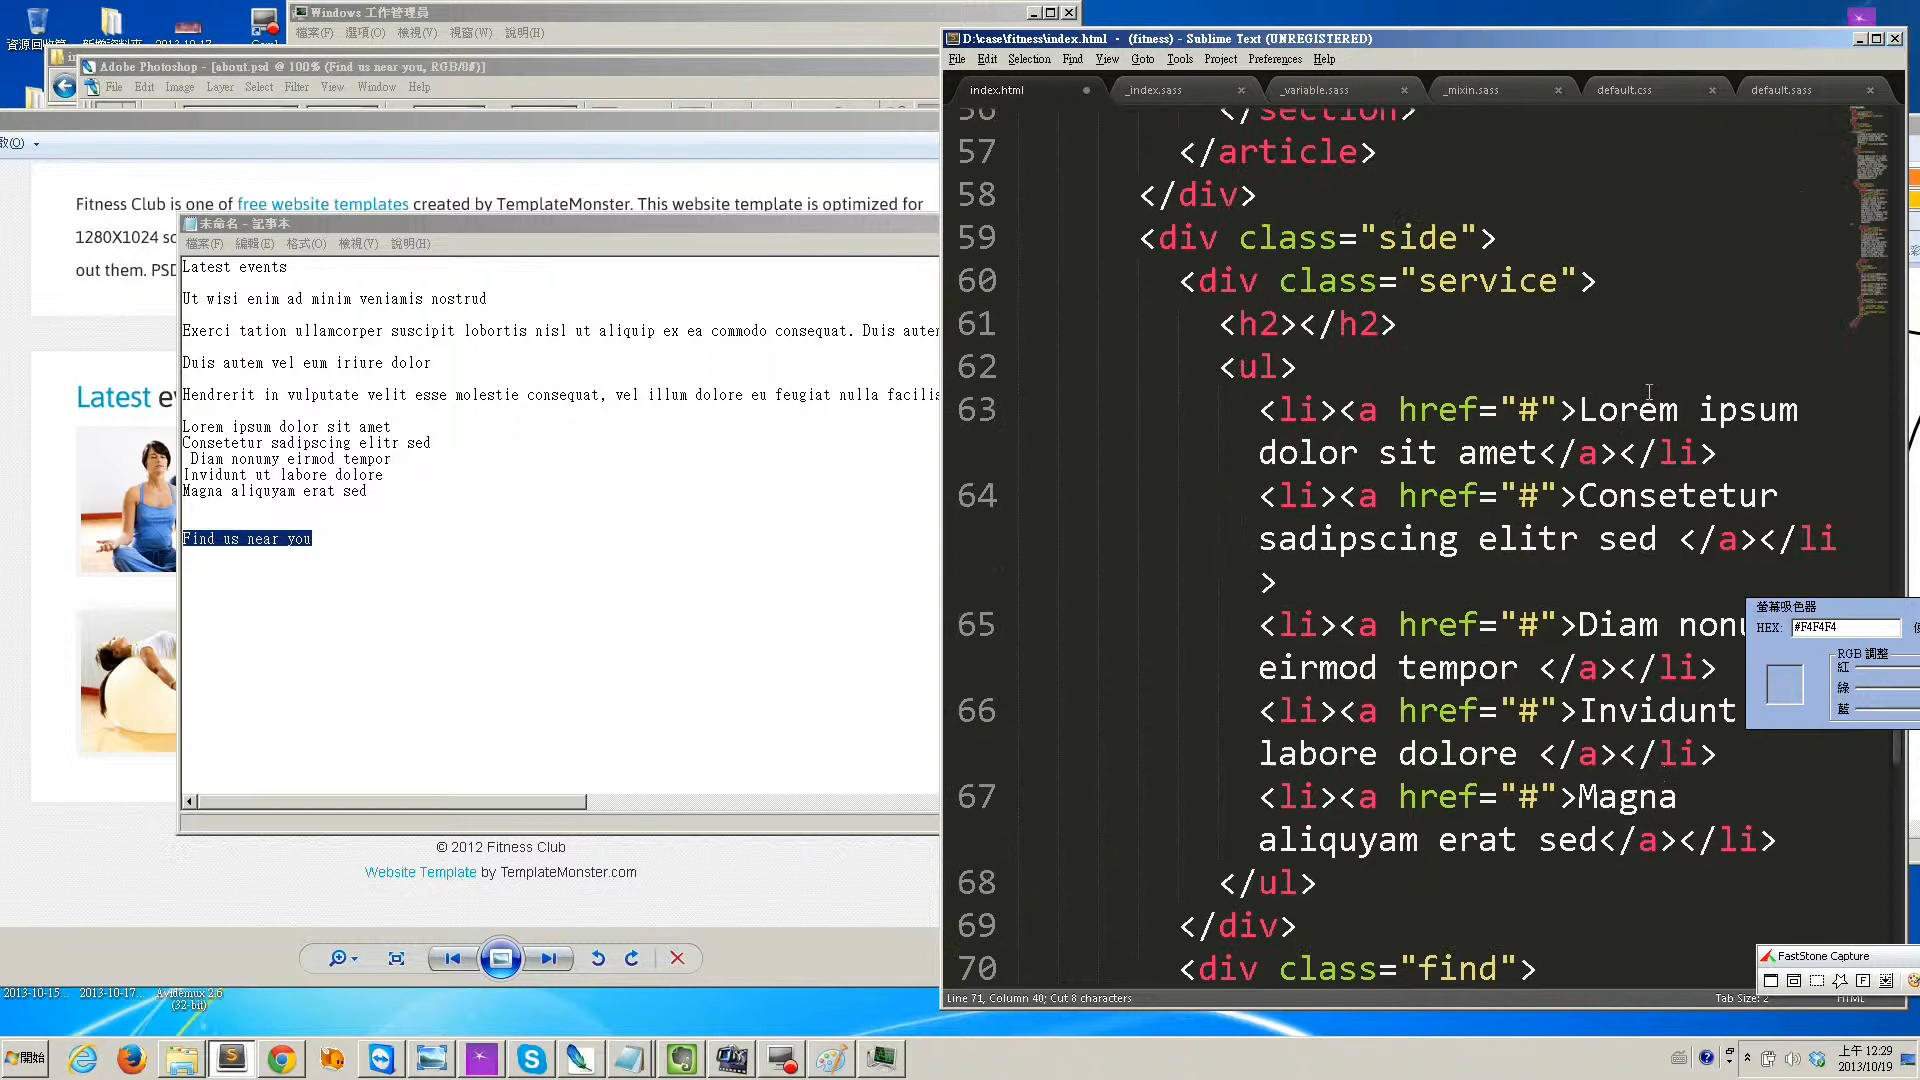 Windows 工作管理員
檔案(F) 選項(O) 檢視(V) 視窗(W) 說明(H)
Adobe Photoshop - [about.psd @ 100% (Find us near you, RGB/8#)]
File Edit Image Layer Select Filter View Window Help
Fitness Club is one of free website templates created by TemplateMonster. This website template is optimized for
1280X1024
out them. PSD
Latest
未命名 - 記事本
檔案(F) 編輯(E) 格式(O) 檢視(V) 說明(H)
Latest events
Ut wisi enim ad minim veniamis nostrud
Exerci tation ullamcorper suscipit lobortis nisl ut aliquip ex ea commodo consequat. Duis
Duis autem vel eum iriure dolor
Hendrerit in vulputate velit esse molestie consequat, vel illum dolore eu feugiat nulla
Lorem ipsum dolor sit amet
Consetetur sadipscing elitr sed
Diam nonumy eirmod tempor
Invidunt ut labore dolore
Magna aliquyam erat sed
Find us near you
© 2012 Fitness Club
Website Template by TemplateMonster.com
D:\case\fitness\index.html - (fitness) - Sublime Text (UNREGISTERED)
File Edit Selection Find View Goto Tools Project Preferences Help
index.html _index.sass _variable.sass _mixin.sass default.css default.sass
56 </section>
57 </article>
58 </div>
59 <div class="side">
60 <div class="service">
61 <h2></h2>
62 <ul>
63 <li><a href="#">Lorem ipsum
dolor sit amet</a></li>
64 <li><a href="#">Consetetur
sadipscing elitr sed </a></li
>
65 <li><a href="#">Diam
eirmod tempor </a></li>
66 <li><a href="#">Invidunt
labore dolore </a></li>
67 <li><a href="#">Magna
aliquyam erat sed</a></li>
68 </ul>
69 </div>
70 <div class="find">
Line 71, Column 40; Cut 8 characters
Tab Size: 2
HTML
螢幕吸色器
HEX: #F4F4F4
RGB 調整
紅
綠
藍
FastStone Capture
2013-10-15... 2013-10-17... Avidemux 2.6
(32-bit)
開始
上午 12:29
2013/10/19